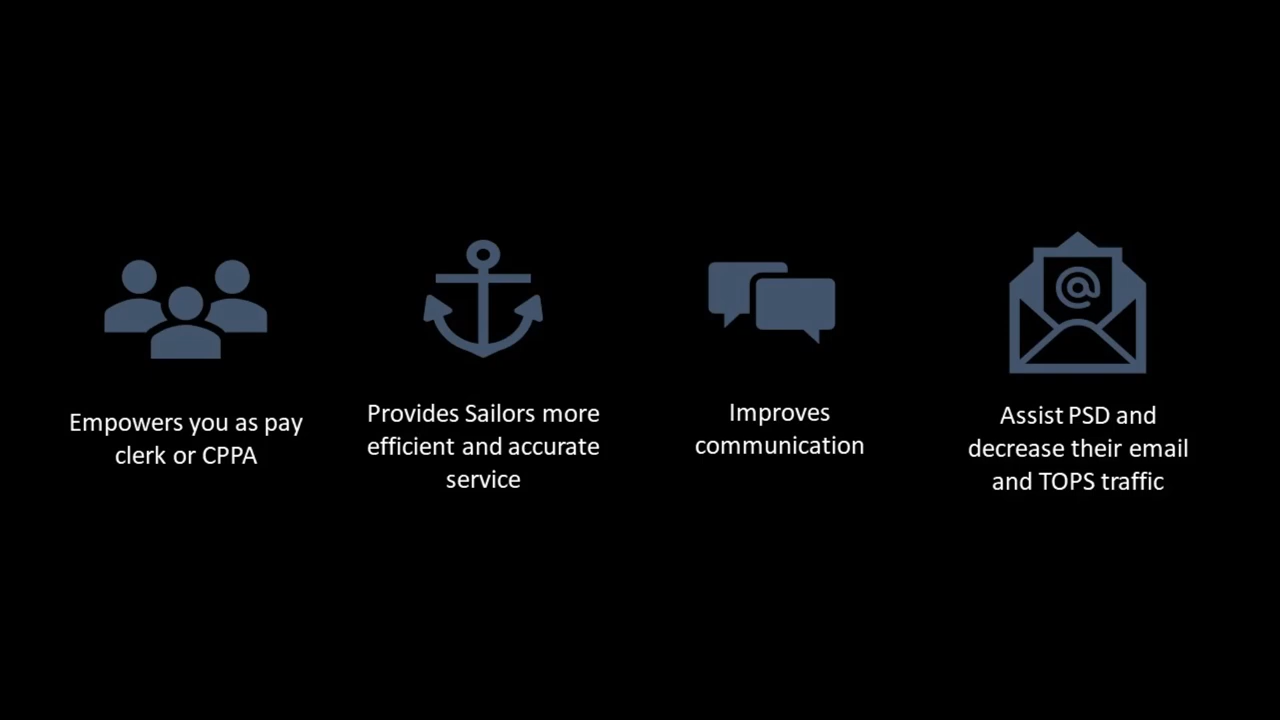 Empowers you as pay
clerk or CPPA
Provides Sailors more
efficient and accurate
service
Improves
communication
Assist PSD and
decrease their email
and TOPS traffic